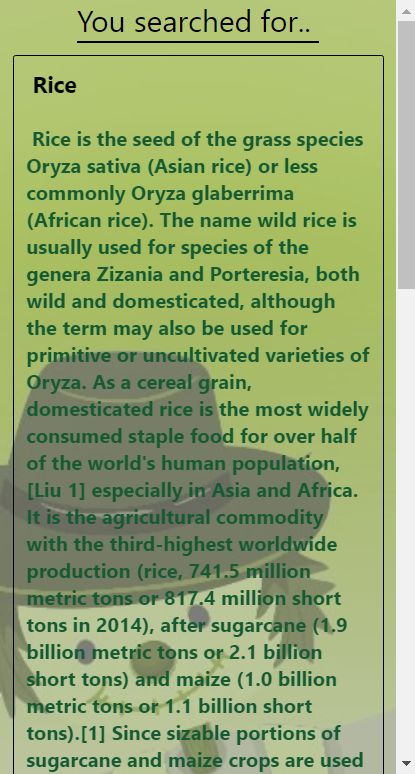 You searched for..
Rice
Rice is the seed of the grass species
Oryza sativa (Asian rice) or less
commonly Oryza glaberrima
(African rice). The name wild rice is
usually used for species of the
genera Zizania and Porteresia, both
wild and domesticated, although
the term may also be used for
primitive or uncultivated varieties of
Oryza. As a cereal grain,
domesticated rice is the most widely
consumed staple food for over half
of the world's human population,
[Liu 1] especially in Asia and Africa.
It is the agricultural commodity
with the third-highest worldwide
production (rice, 741.5 million
metric tons or 817.4 million short
tons in 2014), after sugarcane (1.9
billion metric tons or 2.1 billion
short tons) and maize (1.0 billion
metric tons or 1.1 billion short
tons).[1] Since sizable portions of
sugarcane and maize crops are used